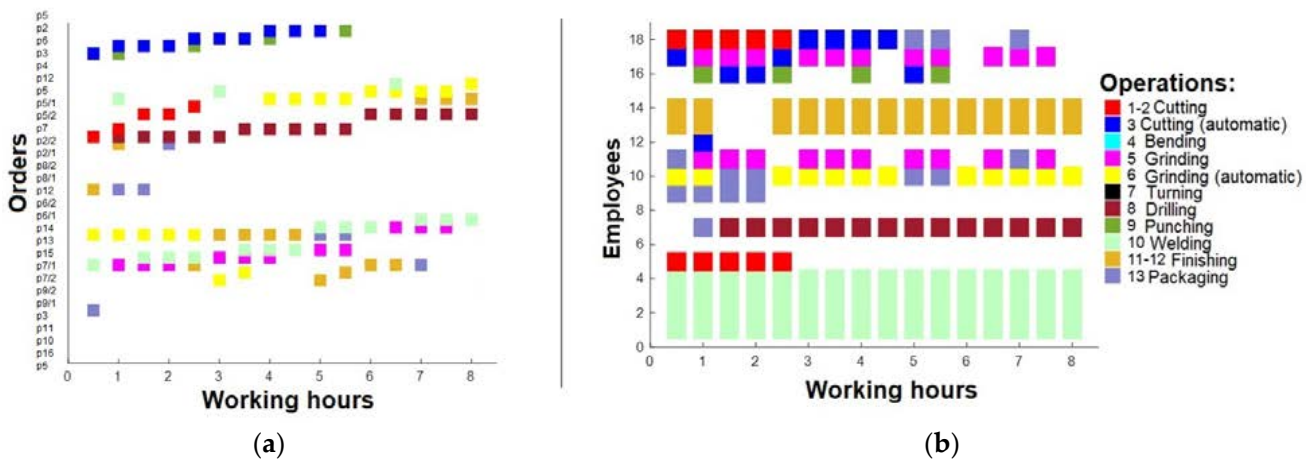 p5
p2
p6
p3
p4
p12
p5
p5/1
p5/2
p7
p2/2
p2/1
p8/2
p8/1
p12
p6/2
p6/1
p14
p13
p15
p7/1
p7/2
p9/2
p9/1
p3
p11
p10
p16
p5
Orders
0 1 2 3 4 5 6 7 8
Working hours
(a)
18
16
14
12
10
8
6
4
2
0
Employees
0 1 2 3 4 5 6 7 8
Working hours
(b)
Operations:
1-2 Cutting
3 Cutting (automatic)
4 Bending
5 Grinding
6 Grinding (automatic)
7 Turning
8 Drilling
9 Punching
10 Welding
11-12 Finishing
13 Packaging